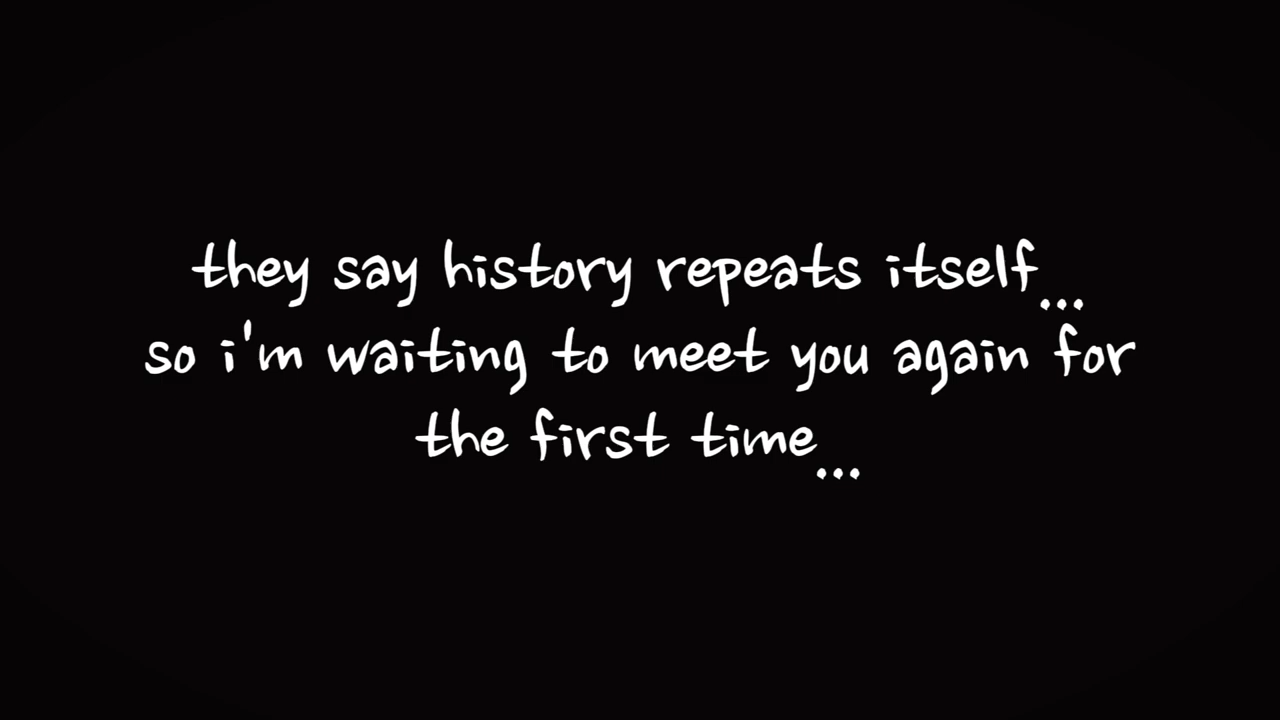 they say history repeats itself...
so i'm waiting to meet you again for
the first time...